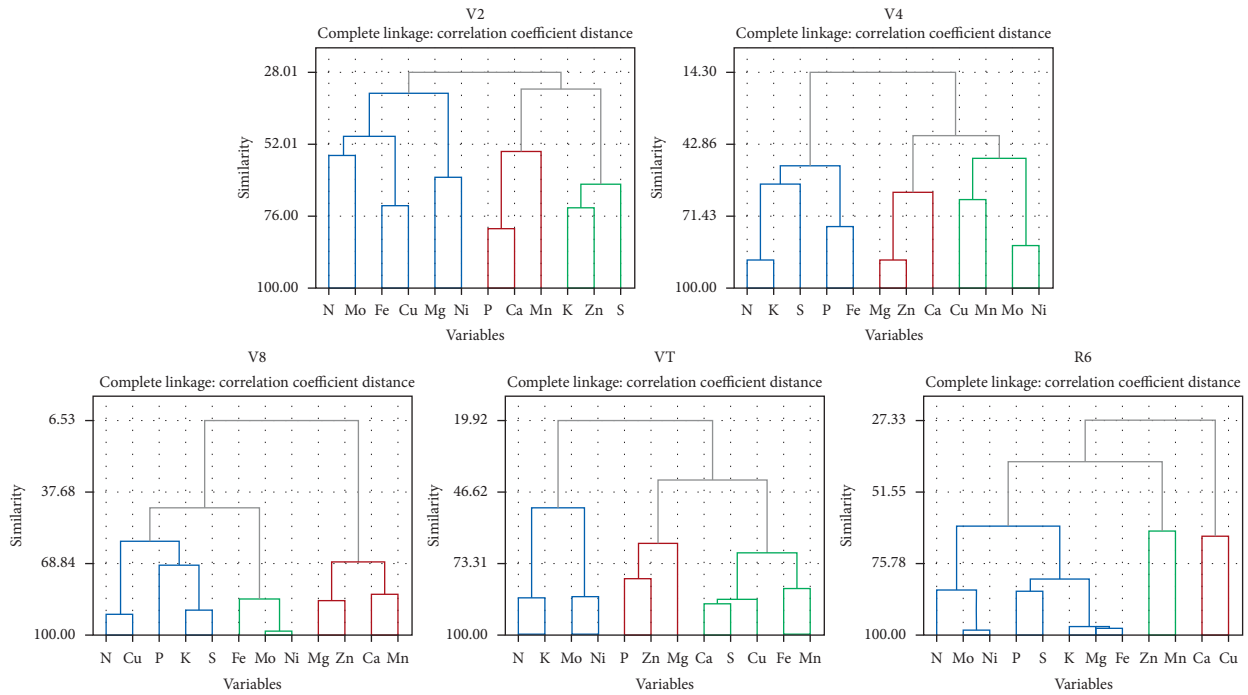 V2
Complete linkage: correlation coefficient distance
28.01
52.01
76.00
100.00
Similarity
N Mo Fe Cu Mg Ni P Ca Mn K Zn S
Variables
V4
Complete linkage: correlation coefficient distance
14.30
42.86
71.43
100.00
Similarity
N K S P Fe Mg Zn Ca Cu Mn Mo Ni
Variables
V8
Complete linkage: correlation coefficient distance
6.53
37.68
68.84
100.00
Similarity
N Cu P K S Fe Mo Ni Mg Zn Ca Mn
Variables
VT
Complete linkage: correlation coefficient distance
19.92
46.62
73.31
100.00
Similarity
N K Mo Ni P Zn Mg Ca S Cu Fe Mn
Variables
R6
Complete linkage: correlation coefficient distance
27.33
51.55
75.78
100.00
Similarity
N Mo Ni P S K Mg Fe Zn Mn Ca Cu
Variables